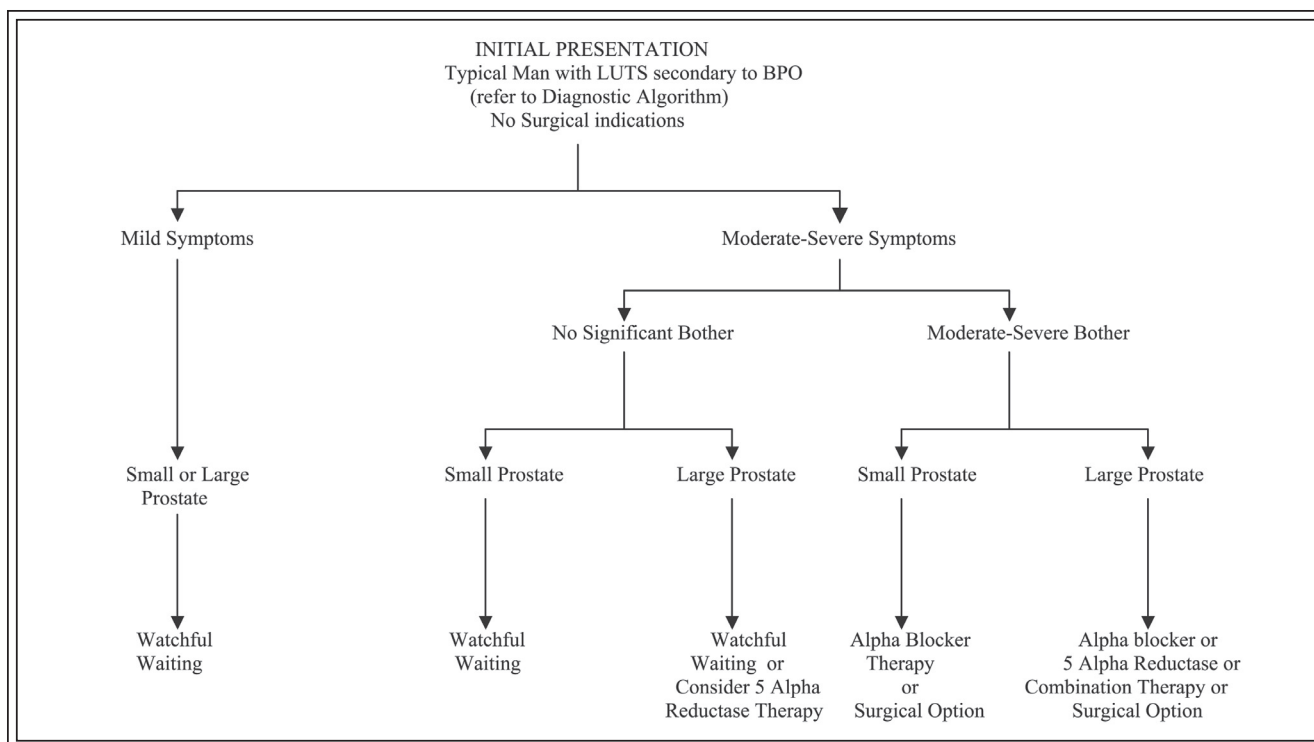 INITIAL PRESENTATION
Typical Man with LUTS secondary to BPO
(refer to Diagnostic Algorithm)
No Surgical indications
Mild Symptoms
Moderate-Severe Symptoms
No Significant Bother
Moderate-Severe Bother
Small or Large
Prostate
Small Prostate
Large Prostate
Small Prostate
Large Prostate
Watchful
Waiting
Watchful
Waiting
Watchful
Waiting or
Consider 5 Alpha
Reductase Therapy
Alpha Blocker
Therapy
or
Surgical Option
Alpha blocker or
5 Alpha Reductase or
Combination Therapy or
Surgical Option